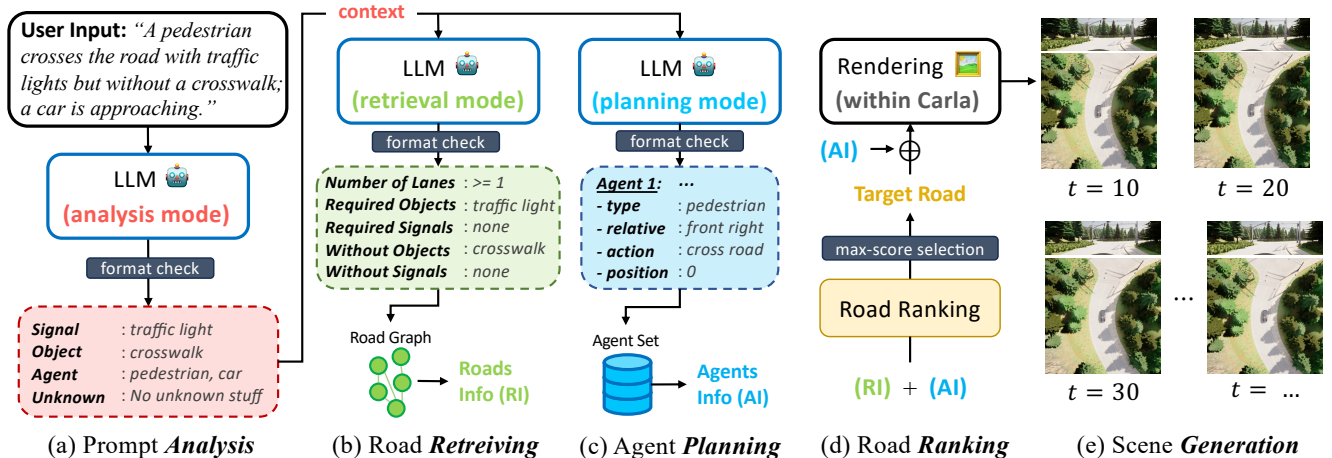 context
User Input: “A pedestrian
crosses the road with traffic
lights but without a crosswalk;
a car is approaching.”
LLM
(analysis mode)
format check
Signal : traffic light
Object : crosswalk
Agent : pedestrian, car
Unknown : No unknown stuff
(a) Prompt Analysis
LLM
(retrieval mode)
format check
Number of Lanes : >= 1
Required Objects : traffic light
Required Signals : none
Without Objects : crosswalk
Without Signals : none
Road Graph
Roads
Info (RI)
(b) Road Retreiving
LLM
(planning mode)
format check
Agent 1: ...
- type : pedestrian
- relative : front right
- action : cross road
- position : 0
Agent Set
Agents
Info (AI)
(c) Agent Planning
Rendering
(within Carla)
(AI)
Target Road
max-score selection
Road Ranking
(RI) + (AI)
(d) Road Ranking
t = 10
t = 20
...
t = 30
t = ...
(e) Scene Generation